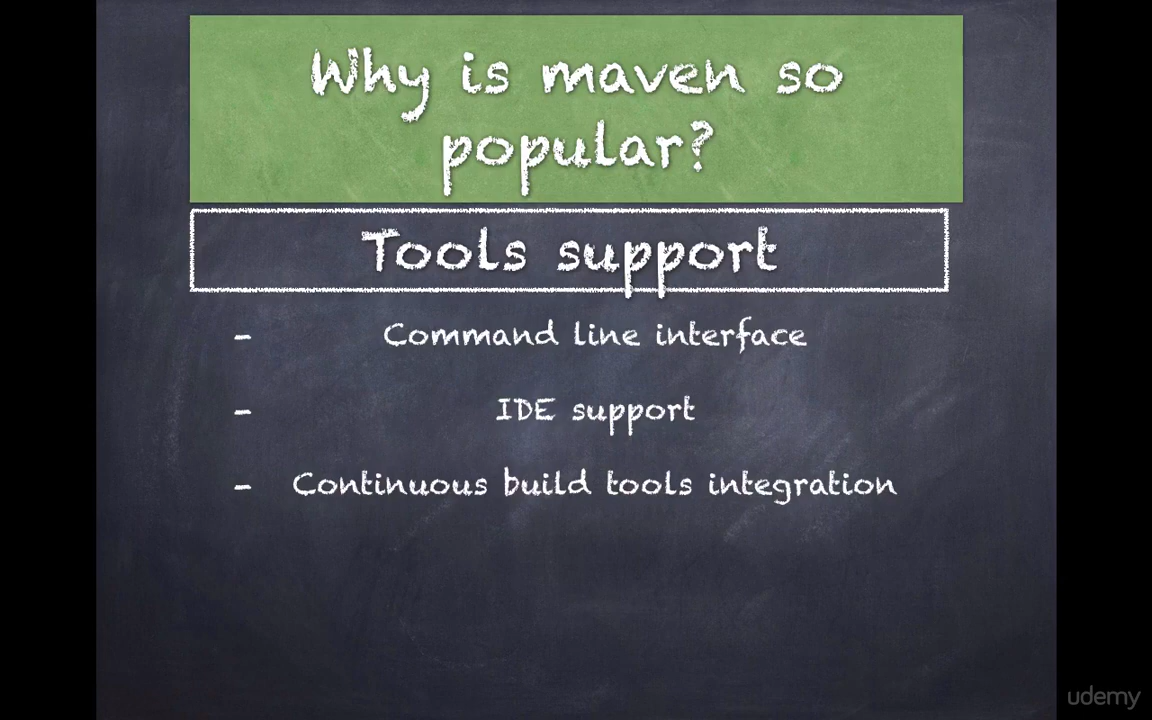 Why is maven so
popular?
Tools support
- Command line interface
- IDE support
- Continuous build tools integration
udemy